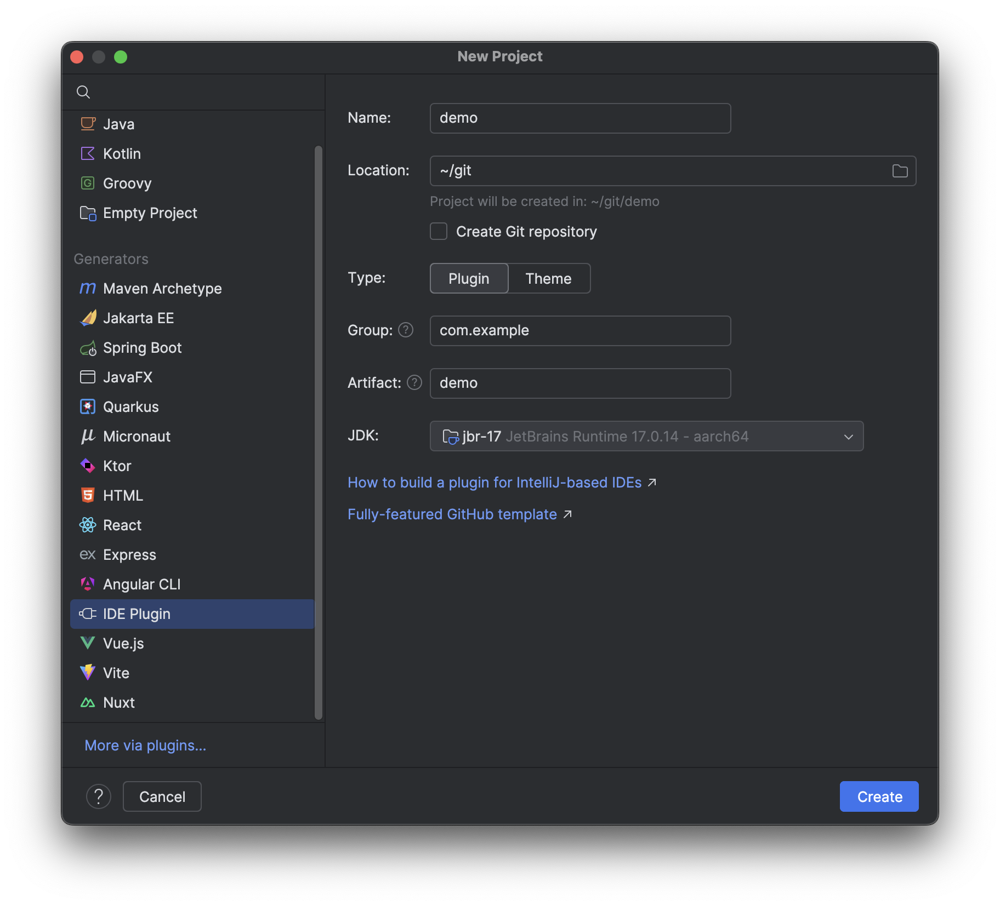 New Project
Java
Kotlin
G Groovy
Empty Project
Generators
m Maven Archetype
Jakarta EE
Spring Boot
JavaFX
Quarkus
μ Micronaut
Ktor
5 HTML
React
ex Express
Angular CLI
IDE Plugin
Vue.js
Vite
Nuxt
More via plugins...
Name: demo
Location: ~/git
Project will be created in: ~/git/demo
Create Git repository
Type: Plugin Theme
Group: ? com.example
Artifact: ? demo
JDK: jbr-17 JetBrains Runtime 17.0.14 - aarch64
How to build a plugin for IntelliJ-based IDEs ↗
Fully-featured GitHub template ↗
? Cancel Create